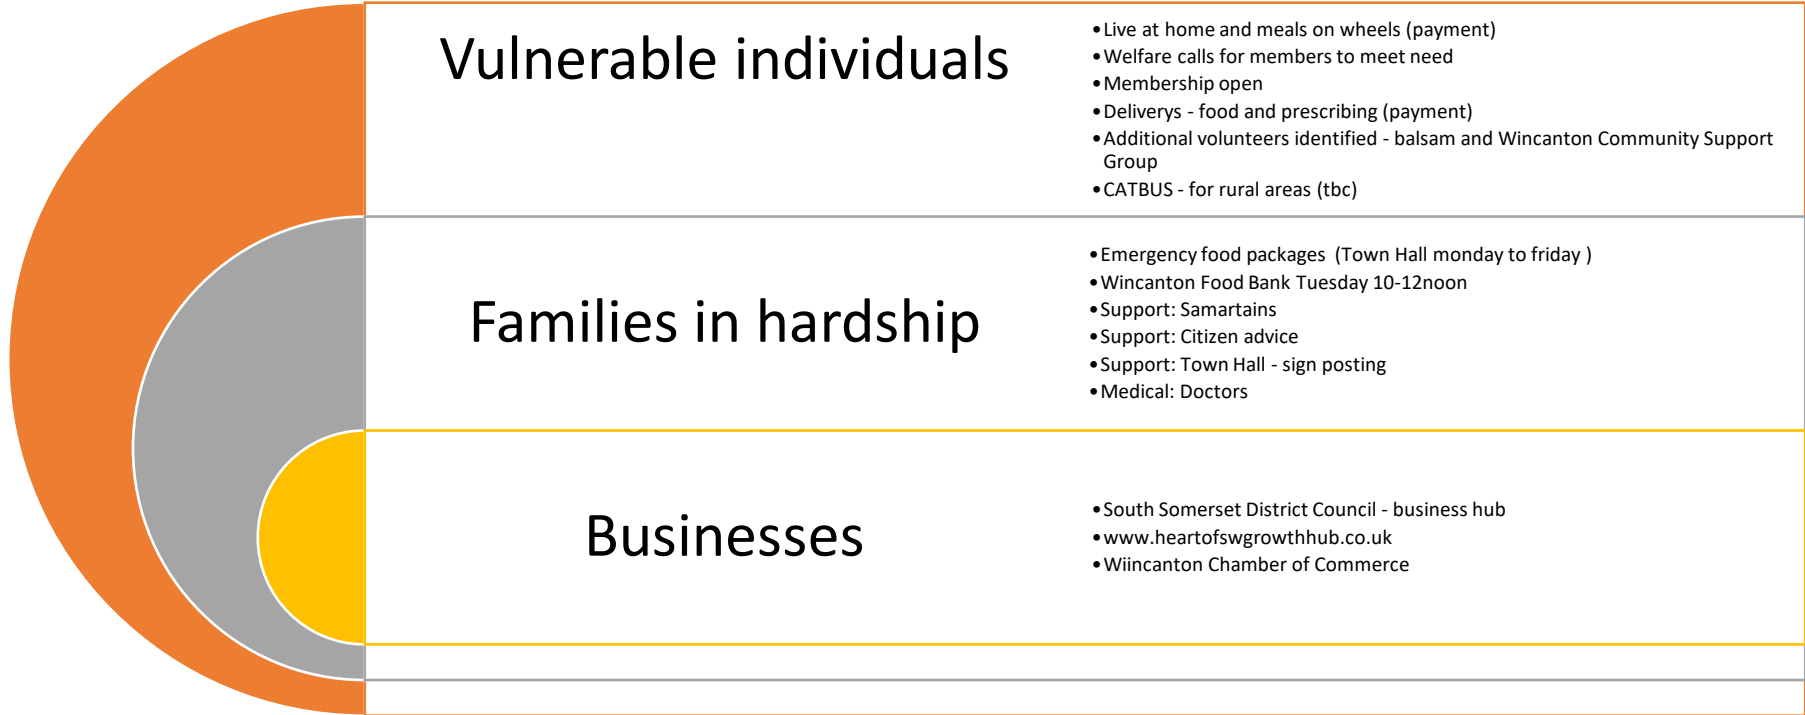 Vulnerable individuals
•Live at home and meals on wheels (payment)
•Welfare calls for members to meet need
•Membership open
•Deliverys - food and prescribing (payment)
•Additional volunteers identified - balsam and Wincanton Community Support
Group
•CATBUS - for rural areas (tbc)
Families in hardship
•Emergency food packages (Town Hall monday to friday )
•Wincanton Food Bank Tuesday 10-12noon
•Support: Samartains
•Support: Citizen advice
•Support: Town Hall - sign posting
•Medical: Doctors
Businesses
•South Somerset District Council - business hub
•www.heartofswgrowthhub.co.uk
•Wiincanton Chamber of Commerce